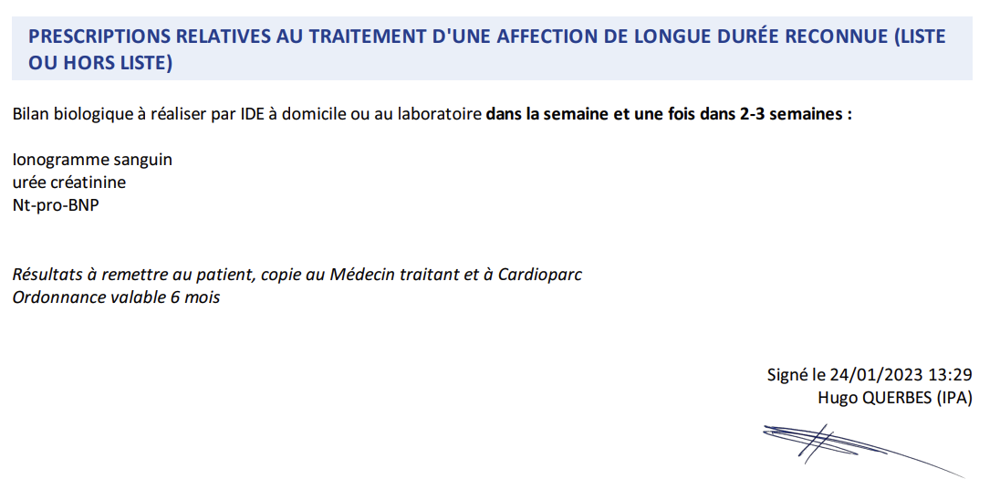 PRESCRIPTIONS RELATIVES AU TRAITEMENT D'UNE AFFECTION DE LONGUE DURÉE RECONNUE (LISTE
OU HORS LISTE)
Bilan biologique à réaliser par IDE à domicile ou au laboratoire dans la semaine et une fois dans 2-3 semaines :
Ionogramme sanguin
urée créatinine
Nt-pro-BNP
Résultats à remettre au patient, copie au Médecin traitant et à Cardioparc
Ordonnance valable 6 mois
Signé le 24/01/2023 13:29
Hugo QUERBES (IPA)